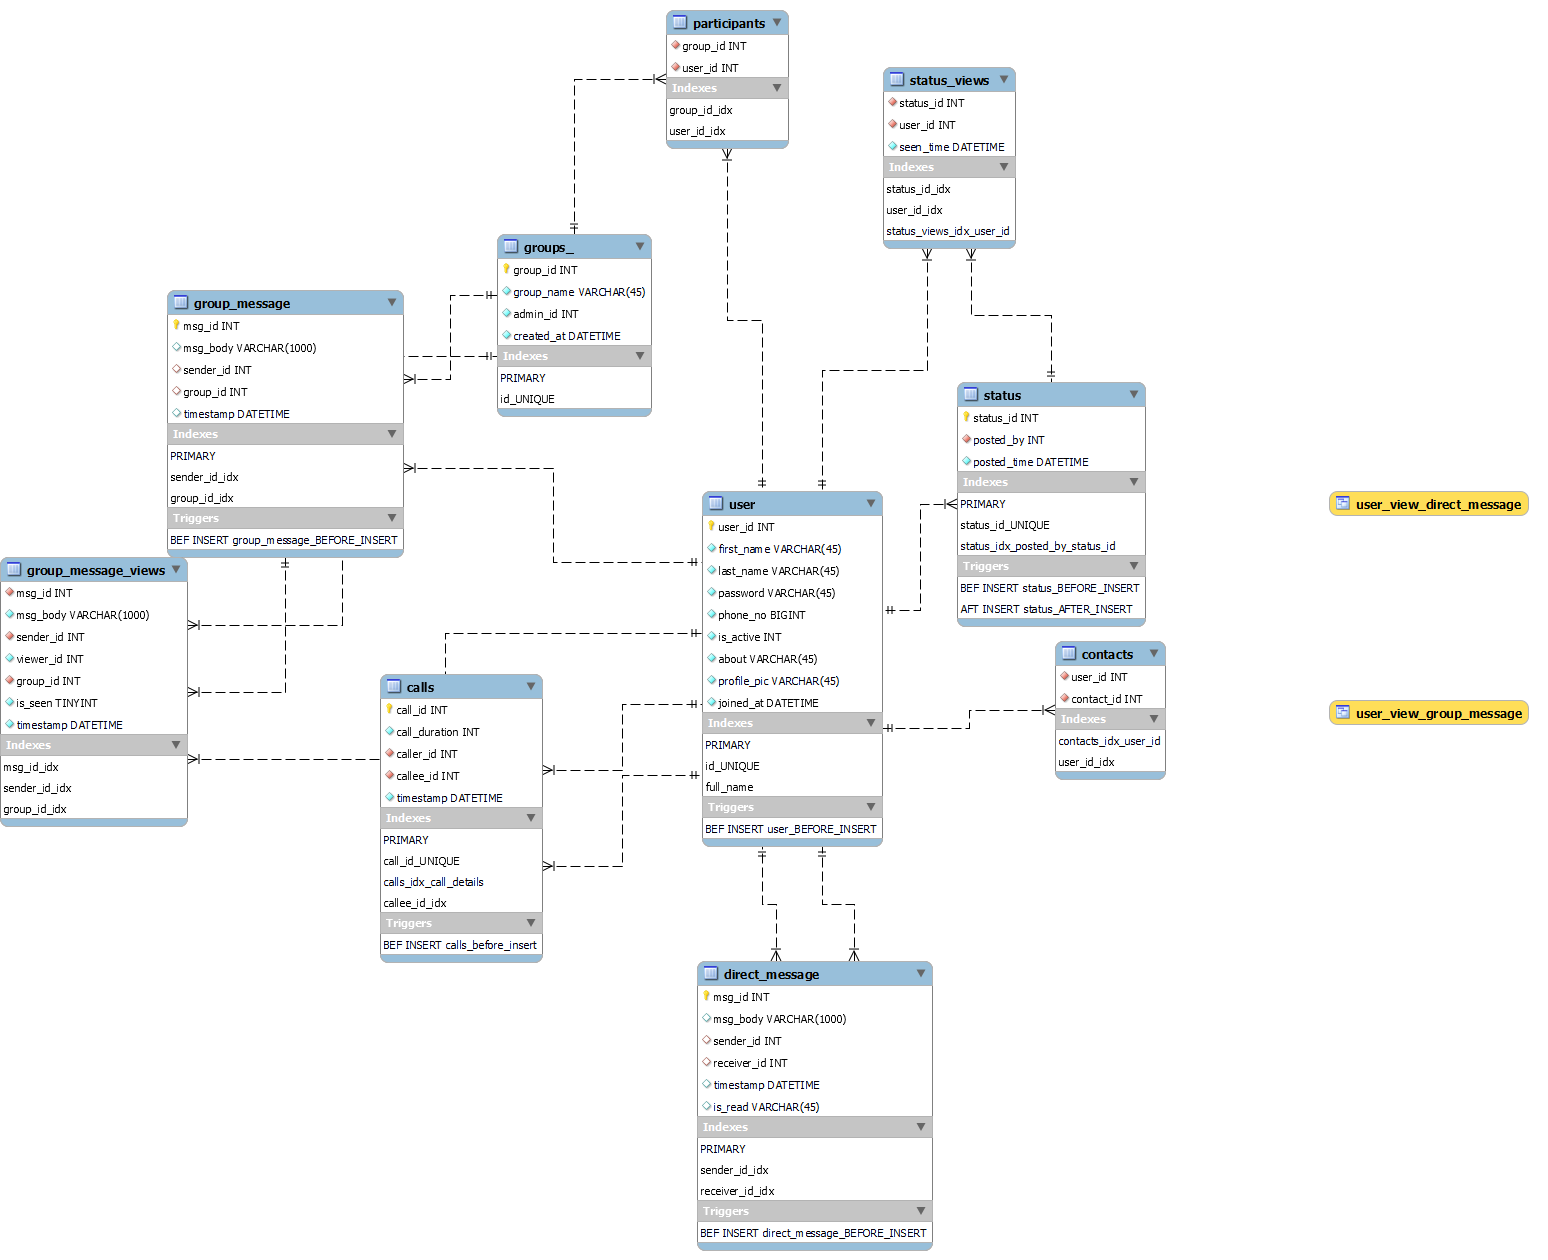 participants
group_id INT
user_id INT
Indexes
group_id_idx
user_id_idx
status_views
status_id INT
user_id INT
seen_time DATETIME
Indexes
status_id_idx
user_id_idx
status_views_idx_user_id
groups_
group_id INT
group_name VARCHAR(45)
admin_id INT
created_at DATETIME
Indexes
PRIMARY
id_UNIQUE
group_message
msg_id INT
msg_body VARCHAR(1000)
sender_id INT
group_id INT
timestamp DATETIME
Indexes
PRIMARY
sender_id_idx
group_id_idx
Triggers
BEF INSERT group_message_BEFORE_INSERT
status
status_id INT
posted_by INT
posted_time DATETIME
Indexes
PRIMARY
status_id_UNIQUE
status_idx_posted_by_status_id
Triggers
BEF INSERT status_BEFORE_INSERT
AFT INSERT status_AFTER_INSERT
user
user_id INT
first_name VARCHAR(45)
last_name VARCHAR(45)
password VARCHAR(45)
phone_no BIGINT
is_active INT
about VARCHAR(45)
profile_pic VARCHAR(45)
joined_at DATETIME
Indexes
PRIMARY
id_UNIQUE
full_name
Triggers
BEF INSERT user_BEFORE_INSERT
user_view_direct_message
group_message_views
msg_id INT
msg_body VARCHAR(1000)
sender_id INT
viewer_id INT
group_id INT
is_seen TINYINT
timestamp DATETIME
Indexes
msg_id_idx
sender_id_idx
group_id_idx
contacts
user_id INT
contact_id INT
Indexes
contacts_idx_user_id
user_id_idx
user_view_group_message
calls
call_id INT
call_duration INT
caller_id INT
callee_id INT
timestamp DATETIME
Indexes
PRIMARY
call_id_UNIQUE
calls_idx_call_details
callee_id_idx
Triggers
BEF INSERT calls_before_insert
direct_message
msg_id INT
msg_body VARCHAR(1000)
sender_id INT
receiver_id INT
timestamp DATETIME
is_read VARCHAR(45)
Indexes
PRIMARY
sender_id_idx
receiver_id_idx
Triggers
BEF INSERT direct_message_BEFORE_INSERT